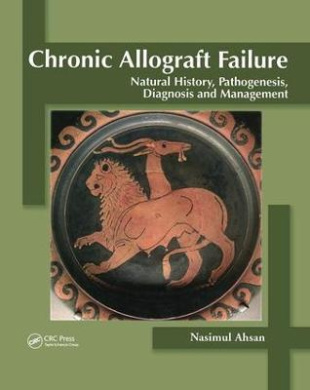 Chronic Allograft Failure
Natural History, Pathogenesis,
Diagnosis and Management
CRC Press
Taylor & Francis Group
Nasimul Ahsan